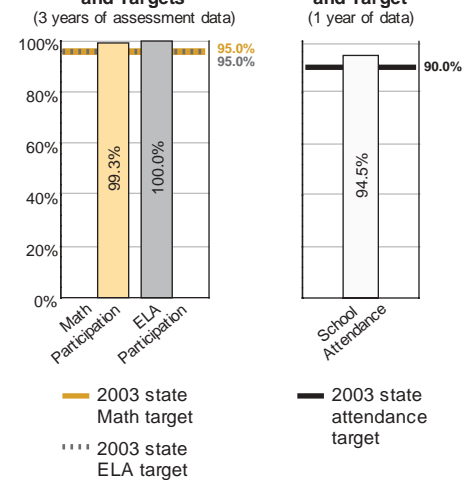 and Targets
(3 years of assessment data)
100%
80%
60%
40%
20%
0%
95.0%
95.0%
99.3%
100.0%
Math
Participation
ELA
Participation
2003 state
Math target
2003 state
ELA target
and Target
(1 year of data)
90.0%
94.5%
School
Attendance
2003 state
attendance
target